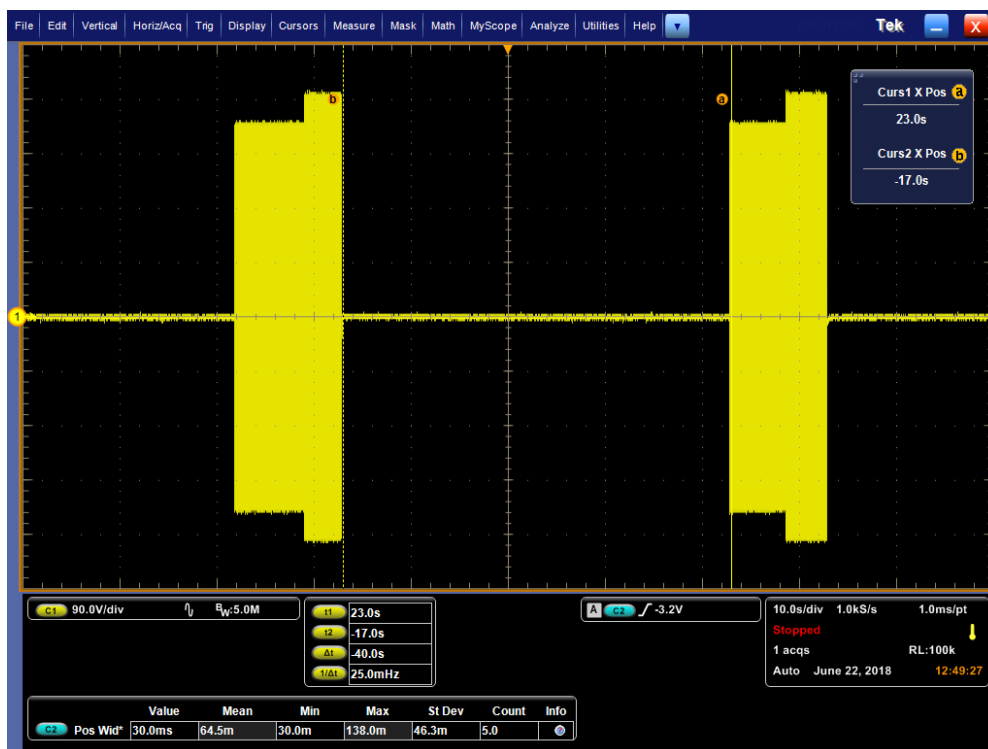 File Edit Vertical Horiz/Acq Trig Display Cursors Measure Mask Math MyScope Analyze Utilities Help Tek X
b a
Curs1 X Pos a
23.0s
Curs2 X Pos b
-17.0s
1
C1 90.0V/div BW:5.0M
t1 23.0s
t2 -17.0s
Δt -40.0s
1/Δt 25.0mHz
A C2 -3.2V
10.0s/div 1.0kS/s 1.0ms/pt
Stopped
1 acqs RL:100k
Auto June 22, 2018 12:49:27
Value Mean Min Max St Dev Count Info
C2 Pos Wid* 30.0ms 64.5m 30.0m 138.0m 46.3m 5.0